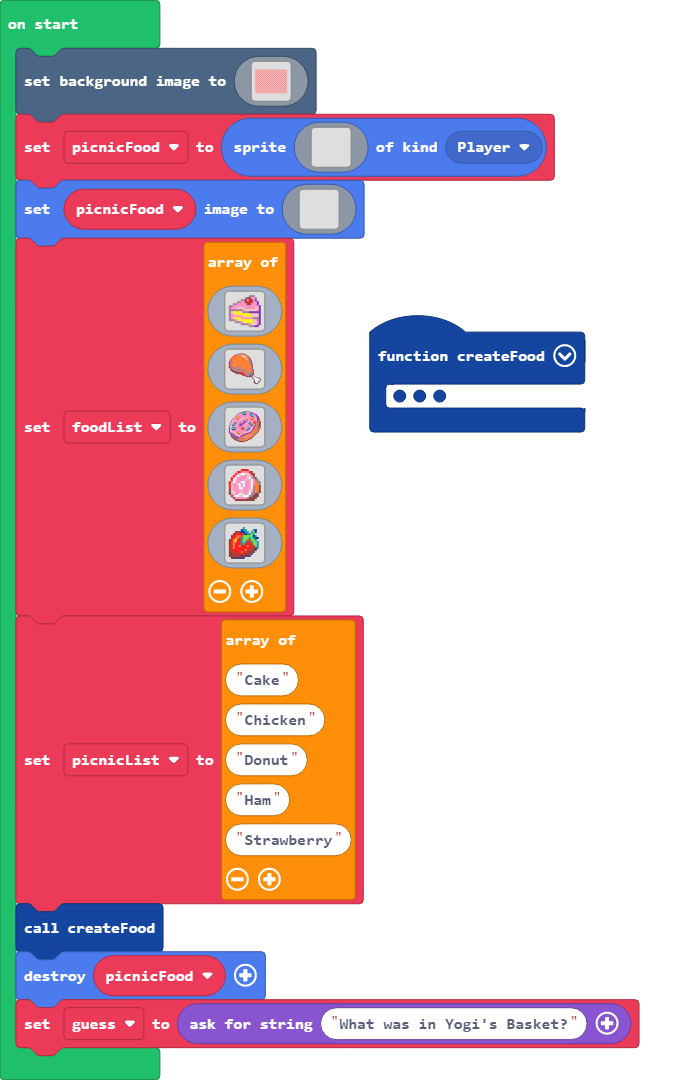 on start
set background image to
set picnicFood to sprite of kind Player
set picnicFood image to
array of
function createFood
set foodList to
array of
"Cake"
"Chicken"
set picnicList to "Donut"
"Ham"
"Strawberry"
call createFood
destroy picnicFood
set guess to ask for string "What was in Yogi's Basket?"